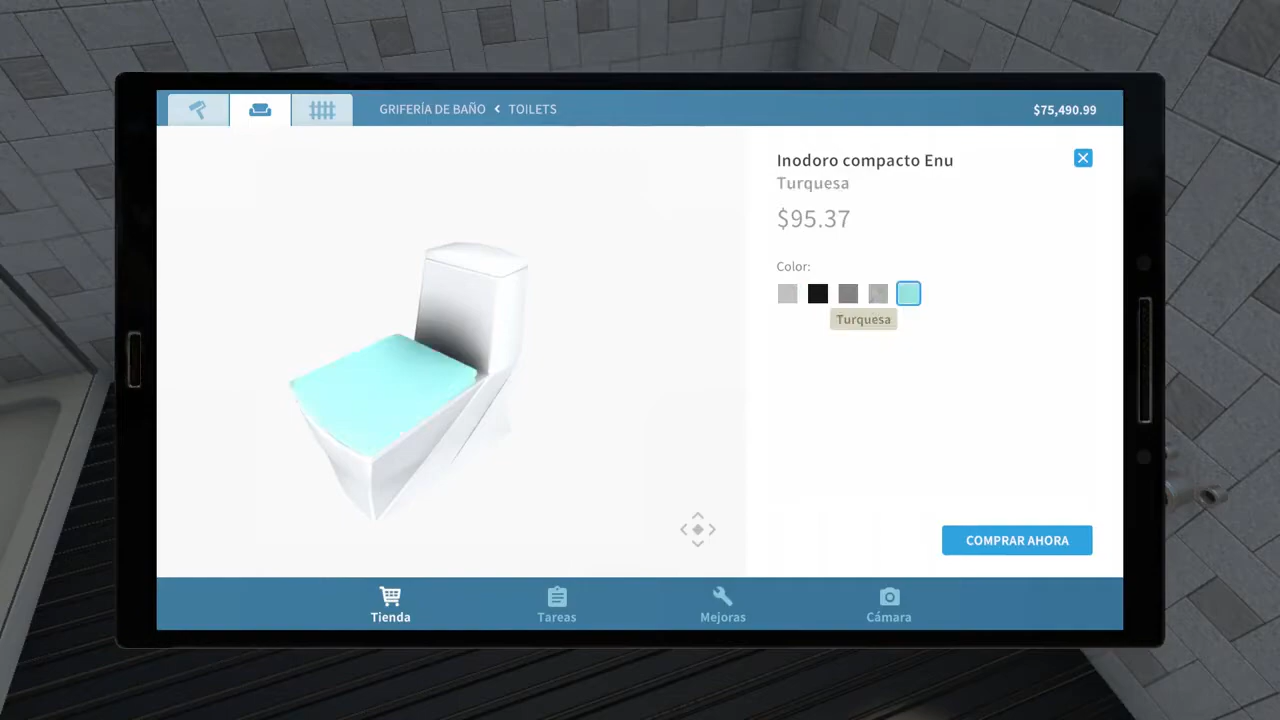 GRIFERÍA DE BAÑO < TOILETS
$75,490.99
Inodoro compacto Enu
Turquesa
$95.37
Color:
Turquesa
COMPRAR AHORA
Tienda
Tareas
Mejoras
Cámara